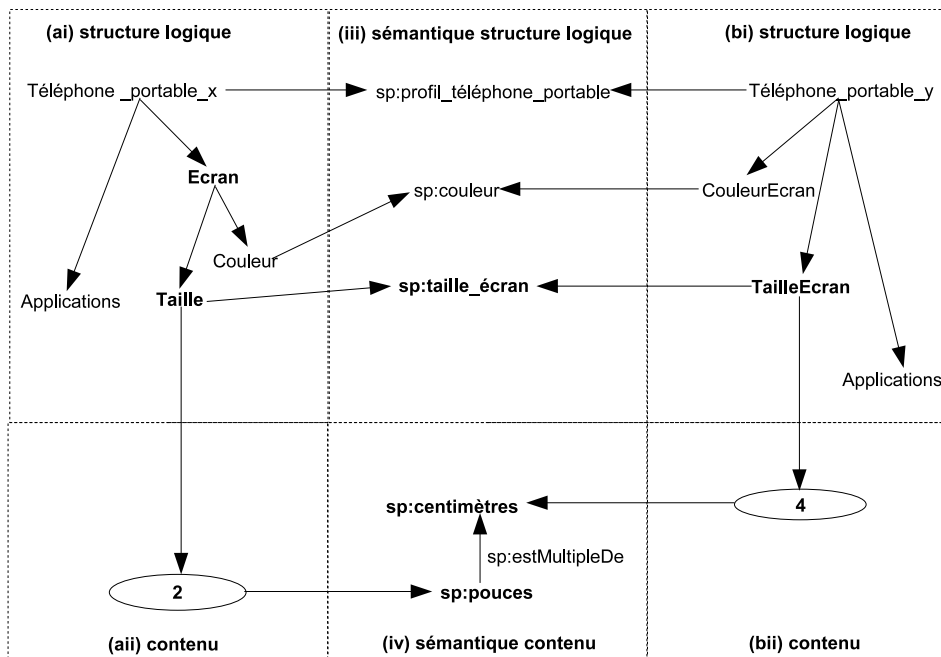 (ai) structure logique
(iii) sémantique structure logique
(bi) structure logique
Téléphone _portable_x
sp:profil_téléphone_portable
Téléphone_portable_y
Ecran
sp:couleur
CouleurEcran
Couleur
Applications
Taille
sp:taille_écran
TailleEcran
Applications
sp:centimètres
4
sp:estMultipleDe
2
sp:pouces
(aii) contenu
(iv) sémantique contenu
(bii) contenu